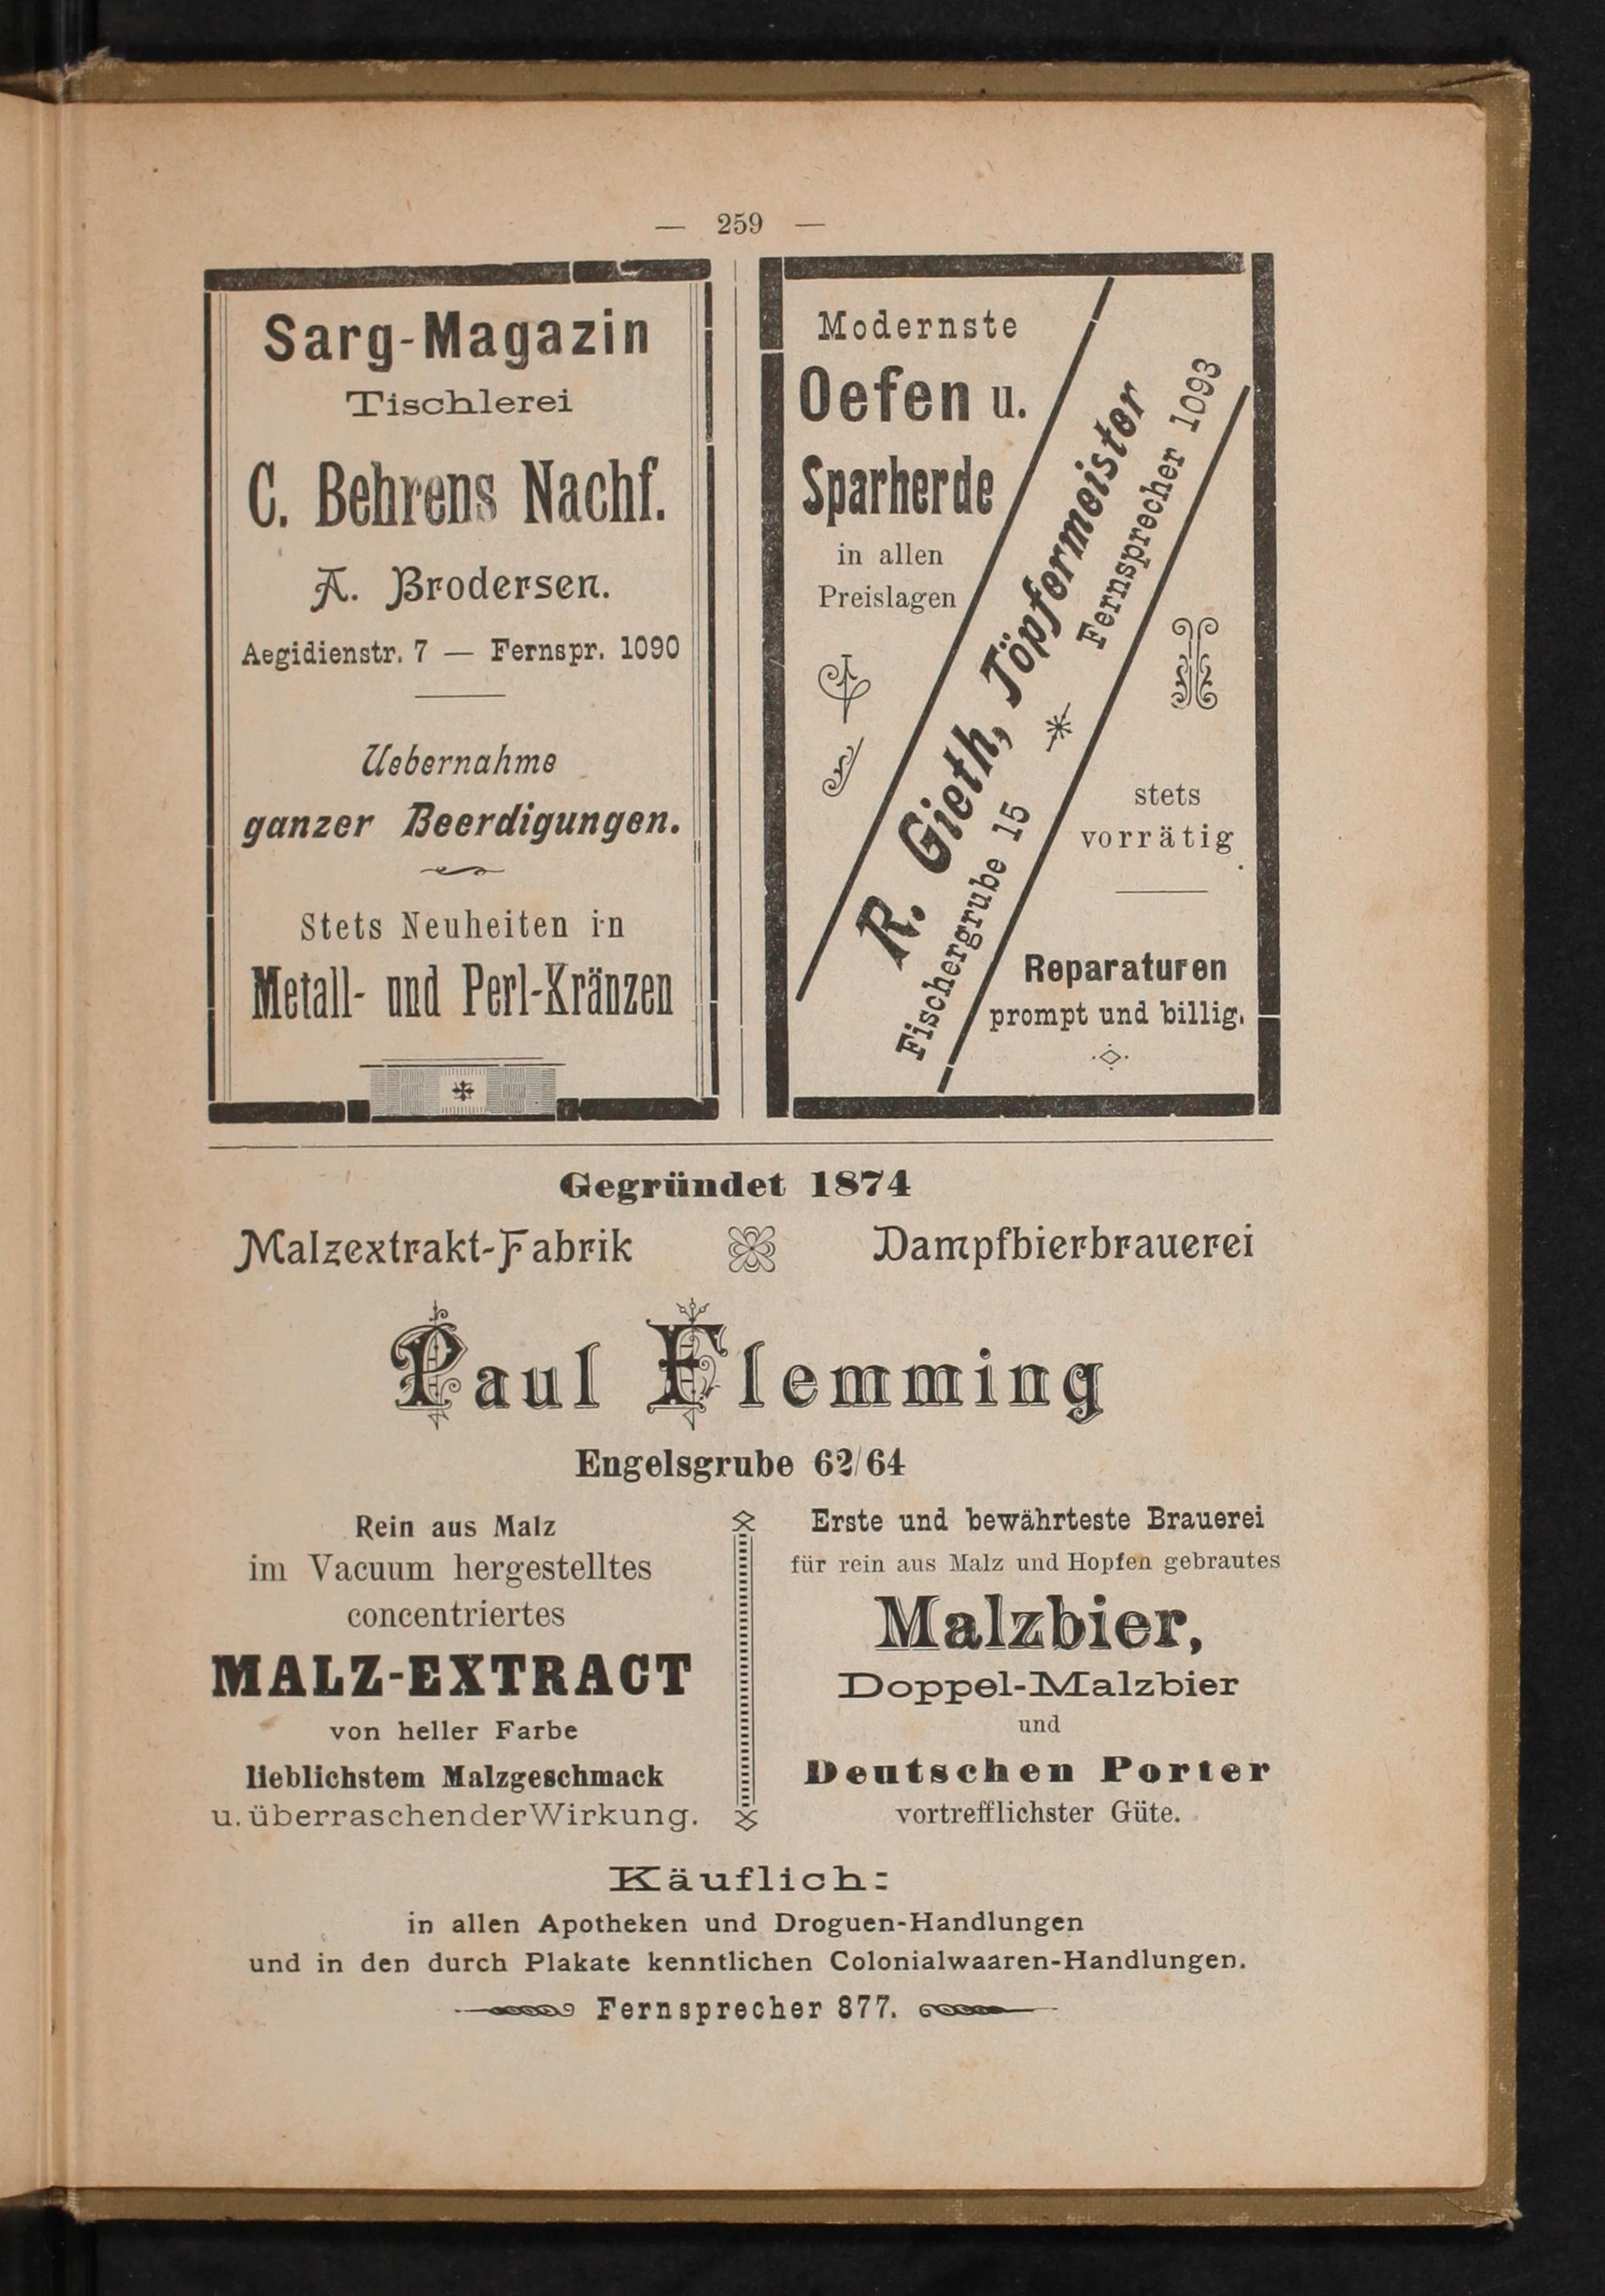 — 259 —
Sarg-Magazin
Tischlerei
C. Behrens Nachf.
A. Brodersen.
Aegidienstr. 7 — Fernspr. 1090
Uebernahme
ganzer Beerdigungen.
Stets Neuheiten in
Metall- und Perl-Kränzen
Modernste
Oefen u.
Sparherde
in allen
Preislagen
R. Gieth, Töpfermeister
Fischergrube 15 * Fernsprecher 1093
stets
vorrätig
Reparaturen
prompt und billig.
Gegründet 1874
Malzextrakt-Fabrik Dampfbierbrauerei
Paul Flemming
Engelsgrube 62/64
Rein aus Malz
im Vacuum hergestelltes
concentriertes
MALZ-EXTRACT
von heller Farbe
lieblichstem Malzgeschmack
u. überraschender Wirkung.
Erste und bewährteste Brauerei
für rein aus Malz und Hopfen gebrautes
Malzbier,
Doppel-Malzbier
und
Deutschen Porter
vortrefflichster Güte.
Käuflich:
in allen Apotheken und Droguen-Handlungen
und in den durch Plakate kenntlichen Colonialwaaren-Handlungen.
Fernsprecher 877.